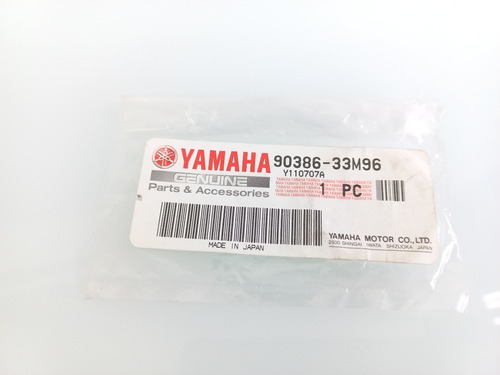 YAMAHA 90386-33M96
GENUINE Y110707A
Parts & Accessories 1 PC
MADE IN JAPAN
YAMAHA MOTOR CO.,LTD.
2500 SHINGAI, IWATA, SHIZUOKA, JAPAN